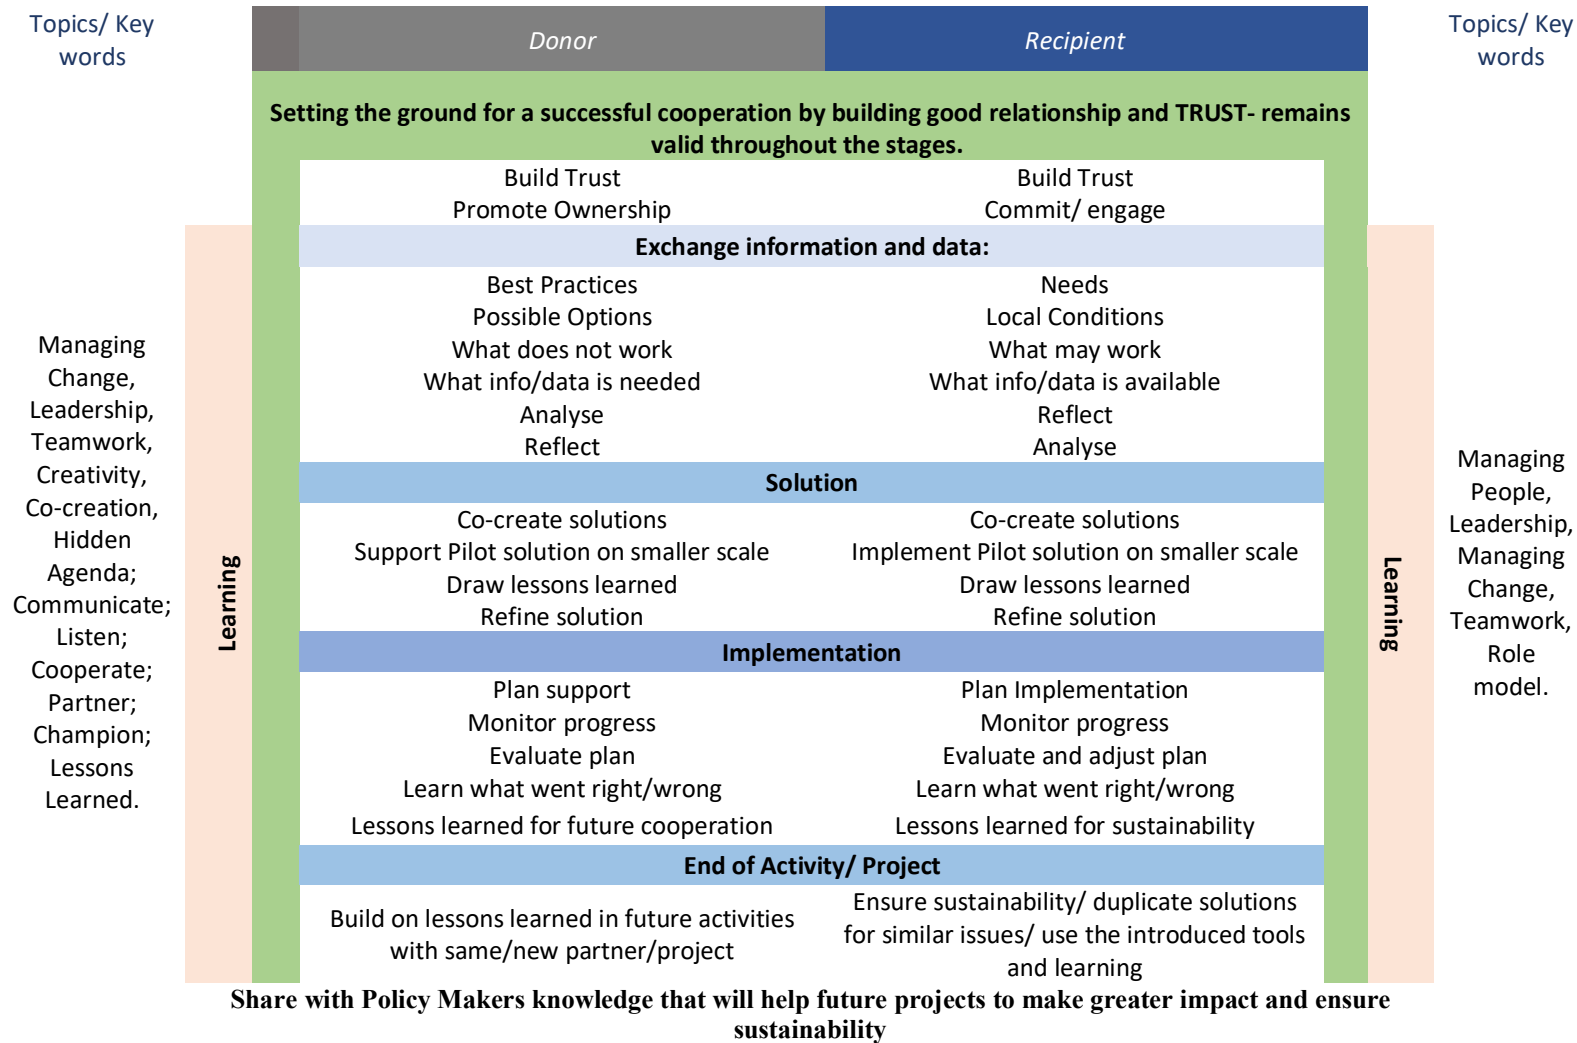 Topics/ Key
words
Donor
Recipient
Topics/ Key
words
Setting the ground for a successful cooperation by building good relationship and TRUST- remains
valid throughout the stages.
Build Trust
Promote Ownership
Build Trust
Commit/ engage
Exchange information and data:
Best Practices
Possible Options
What does not work
What info/data is needed
Analyse
Reflect
Needs
Local Conditions
What may work
What info/data is available
Reflect
Analyse
Solution
Co-create solutions
Support Pilot solution on smaller scale
Draw lessons learned
Refine solution
Co-create solutions
Implement Pilot solution on smaller scale
Draw lessons learned
Refine solution
Implementation
Plan support
Monitor progress
Evaluate plan
Learn what went right/wrong
Lessons learned for future cooperation
Plan Implementation
Monitor progress
Evaluate and adjust plan
Learn what went right/wrong
Lessons learned for sustainability
End of Activity/ Project
Build on lessons learned in future activities
with same/new partner/project
Ensure sustainability/ duplicate solutions
for similar issues/ use the introduced tools
and learning
Managing
Change,
Leadership,
Teamwork,
Creativity,
Co-creation,
Hidden
Agenda;
Communicate;
Listen;
Cooperate;
Partner;
Champion;
Lessons
Learned.
Learning
Learning
Managing
People,
Leadership,
Managing
Change,
Teamwork,
Role
model.
Share with Policy Makers knowledge that will help future projects to make greater impact and ensure
sustainability